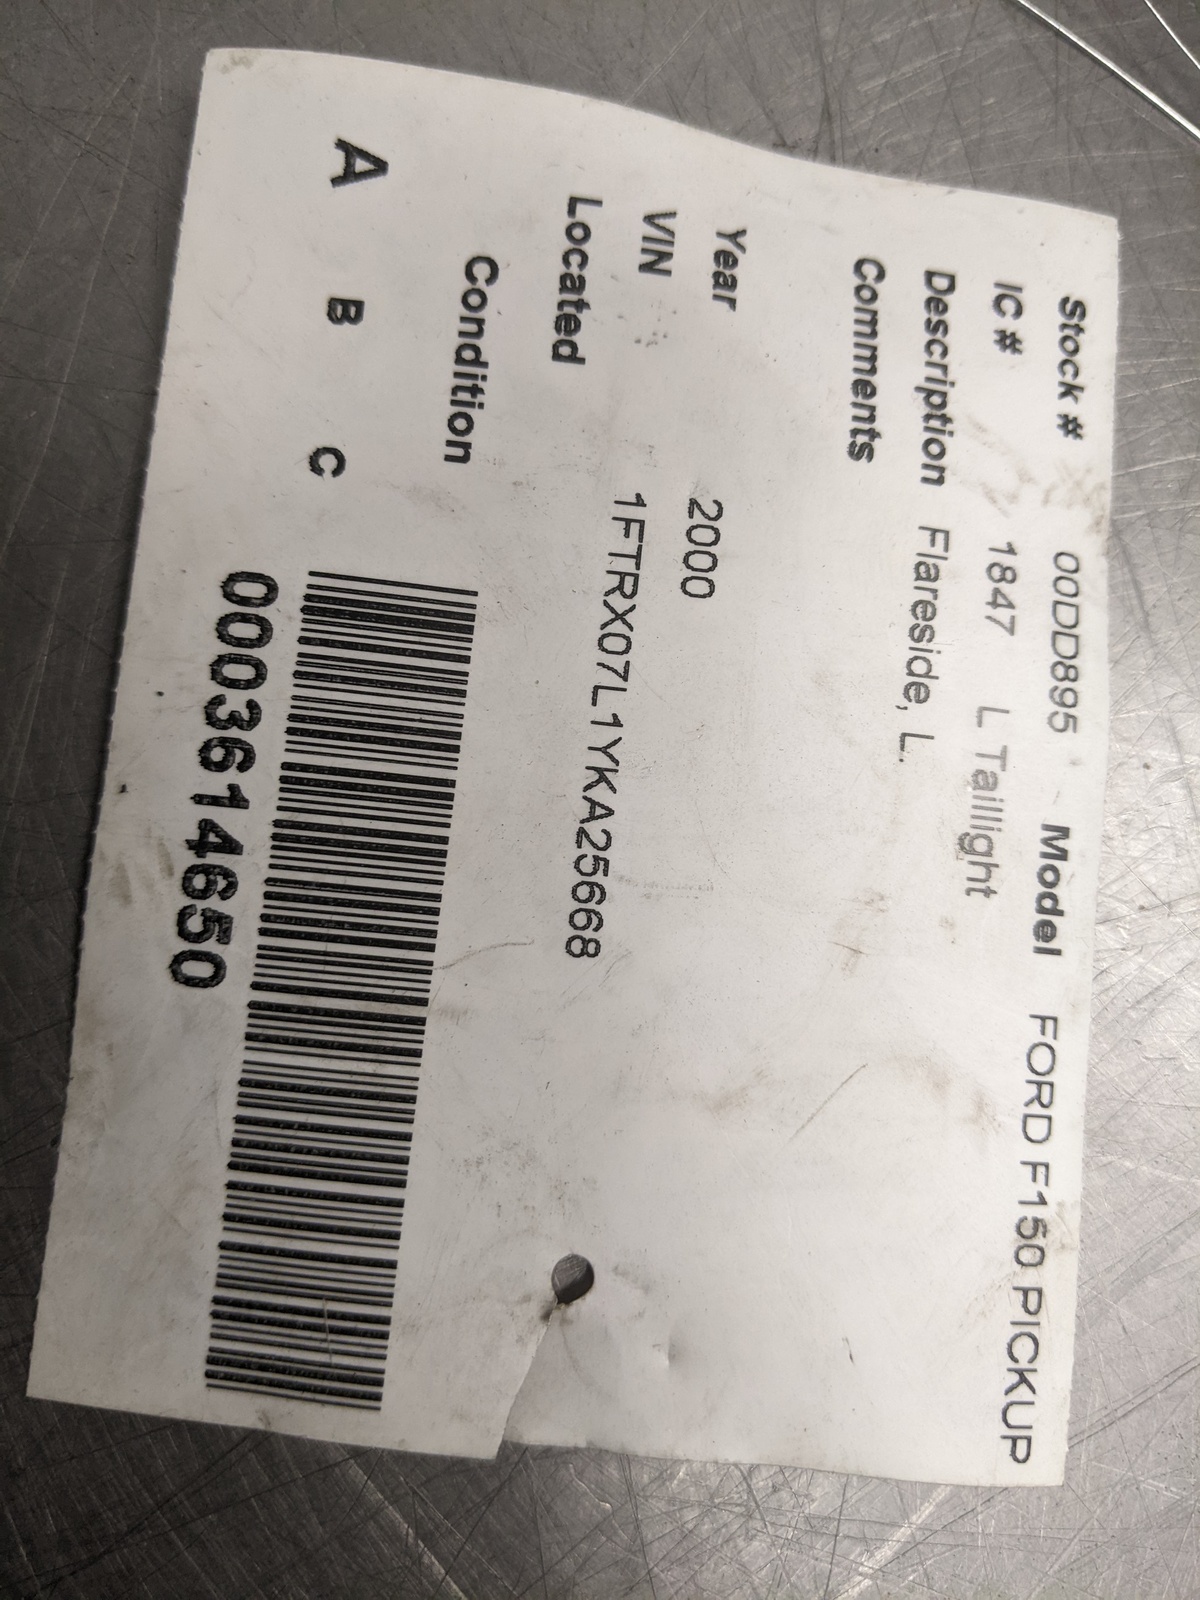 Stock # 00DD895 Model FORD F150 PICKUP
IC # 1847 L Taillight
Description Flareside, L.
Comments
Year 2000
VIN 1FTRX07L1YKA25668
Located
Condition
A B C
0003614650